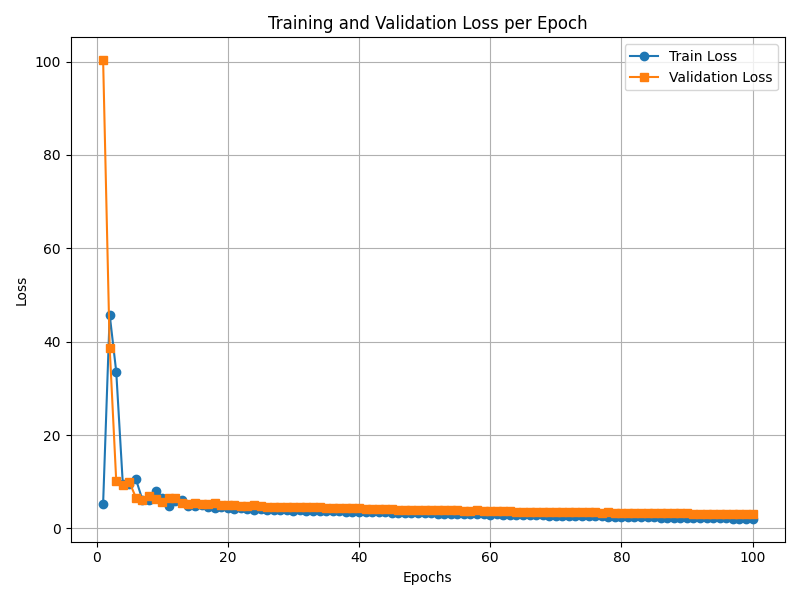 Training and Validation Loss per Epoch
Train Loss
Validation Loss
100
80
60
40
20
0
Loss
0
20
40
60
80
100
Epochs